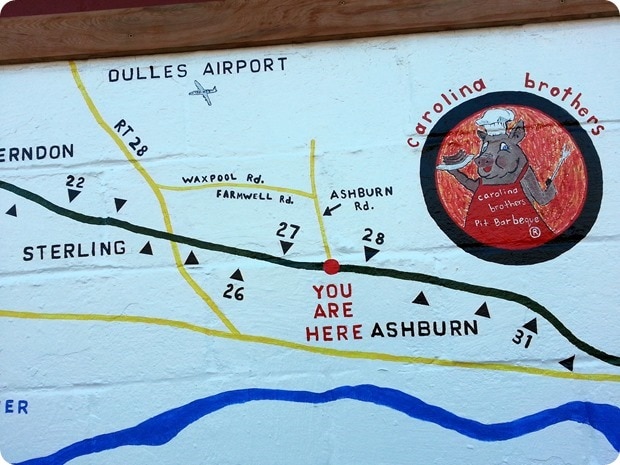 DULLES AIRPORT
carolina brothers
RT 28
ERNDON
WAXPOOL Rd.
FARMWELL Rd.
ASHBURN
Rd.
22
carolina
brothers
Pit Barbeque
®
27
28
STERLING
26
YOU
ARE
HERE
ASHBURN
31
ER